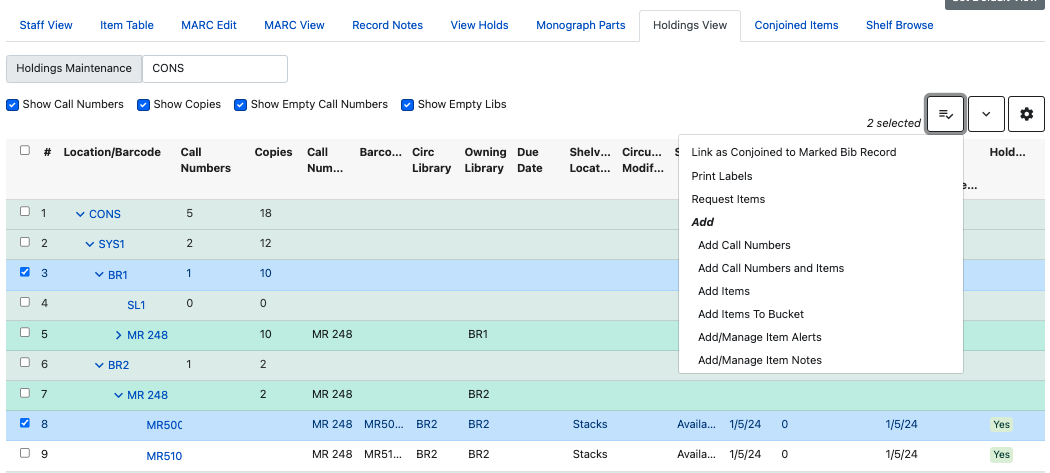 Staff View Item Table MARC Edit MARC View Record Notes View Holds Monograph Parts Holdings View Conjoined Items Shelf Browse
Holdings Maintenance CONS
Show Call Numbers Show Copies Show Empty Call Numbers Show Empty Libs
2 selected
# Location/Barcode Call Numbers Copies Call Num... Barco... Circ Library Owning Library Due Date Shelv... Locat... Circu... Modif... Hold...
1 CONS 5 18
2 SYS1 2 12
3 BR1 1 10
4 SL1 0 0
5 MR 248 10 MR 248 BR1
6 BR2 1 2
7 MR 248 2 MR 248 BR2
8 MR500 MR 248 MR50... BR2 BR2 Stacks Availa... 1/5/24 0 1/5/24 Yes
9 MR510 MR 248 MR51... BR2 BR2 Stacks Availa... 1/5/24 0 1/5/24 Yes
Link as Conjoined to Marked Bib Record
Print Labels
Request Items
Add
Add Call Numbers
Add Call Numbers and Items
Add Items
Add Items To Bucket
Add/Manage Item Alerts
Add/Manage Item Notes